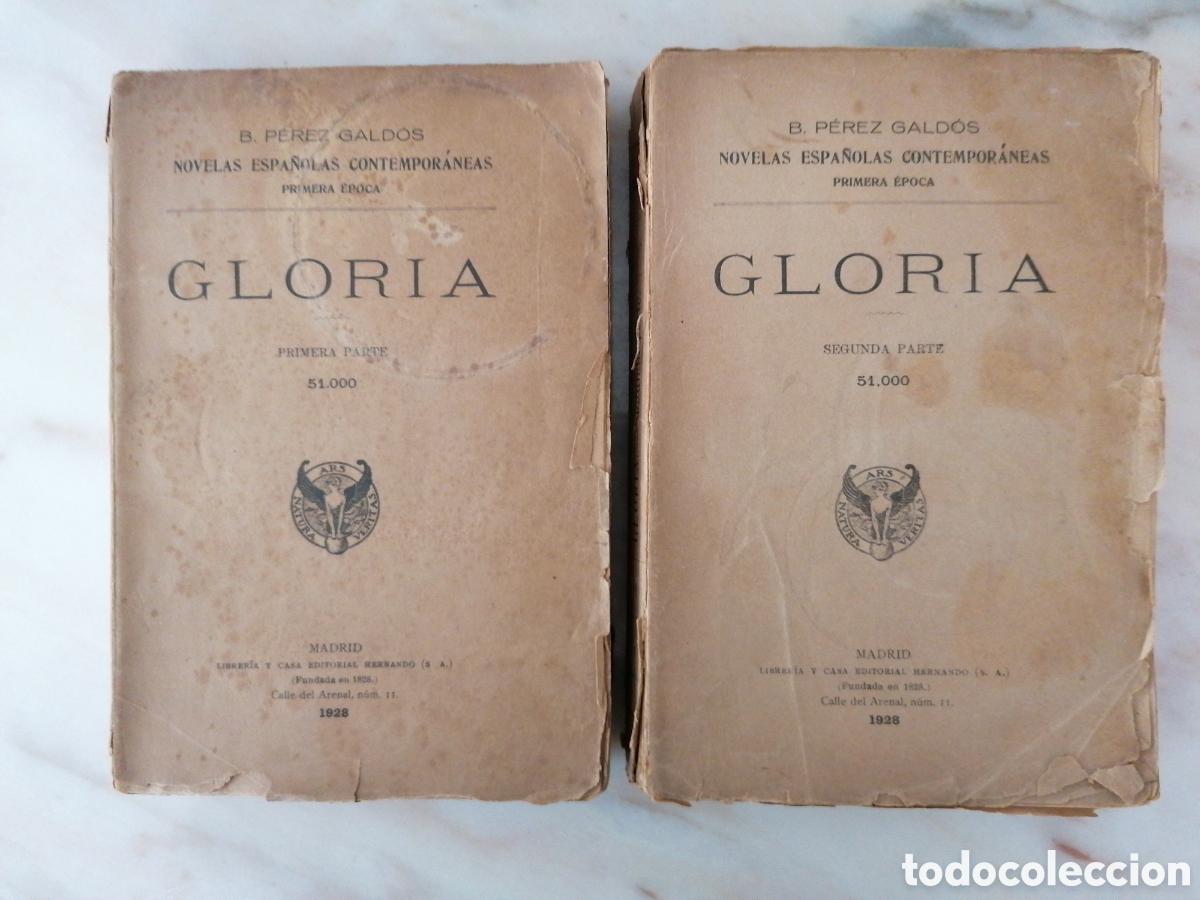 B. PÉREZ GALDÓS
NOVELAS ESPAÑOLAS CONTEMPORÁNEAS
PRIMERA ÉPOCA
GLORIA
PRIMERA PARTE
51.000
ARS
NATURA
VERITAS
MADRID
LIBRERÍA Y CASA EDITORIAL HERNANDO (S. A.)
(Fundada en 1828.)
Calle del Arenal, núm. 11.
1928
B. PÉREZ GALDÓS
NOVELAS ESPAÑOLAS CONTEMPORÁNEAS
PRIMERA ÉPOCA
GLORIA
SEGUNDA PARTE
51,000
ARS
NATURA
VERITAS
MADRID
LIBRERÍA Y CASA EDITORIAL HERNANDO (S. A.)
(Fundada en 1828.)
Calle del Arenal, núm. 11.
1928
todocoleccion